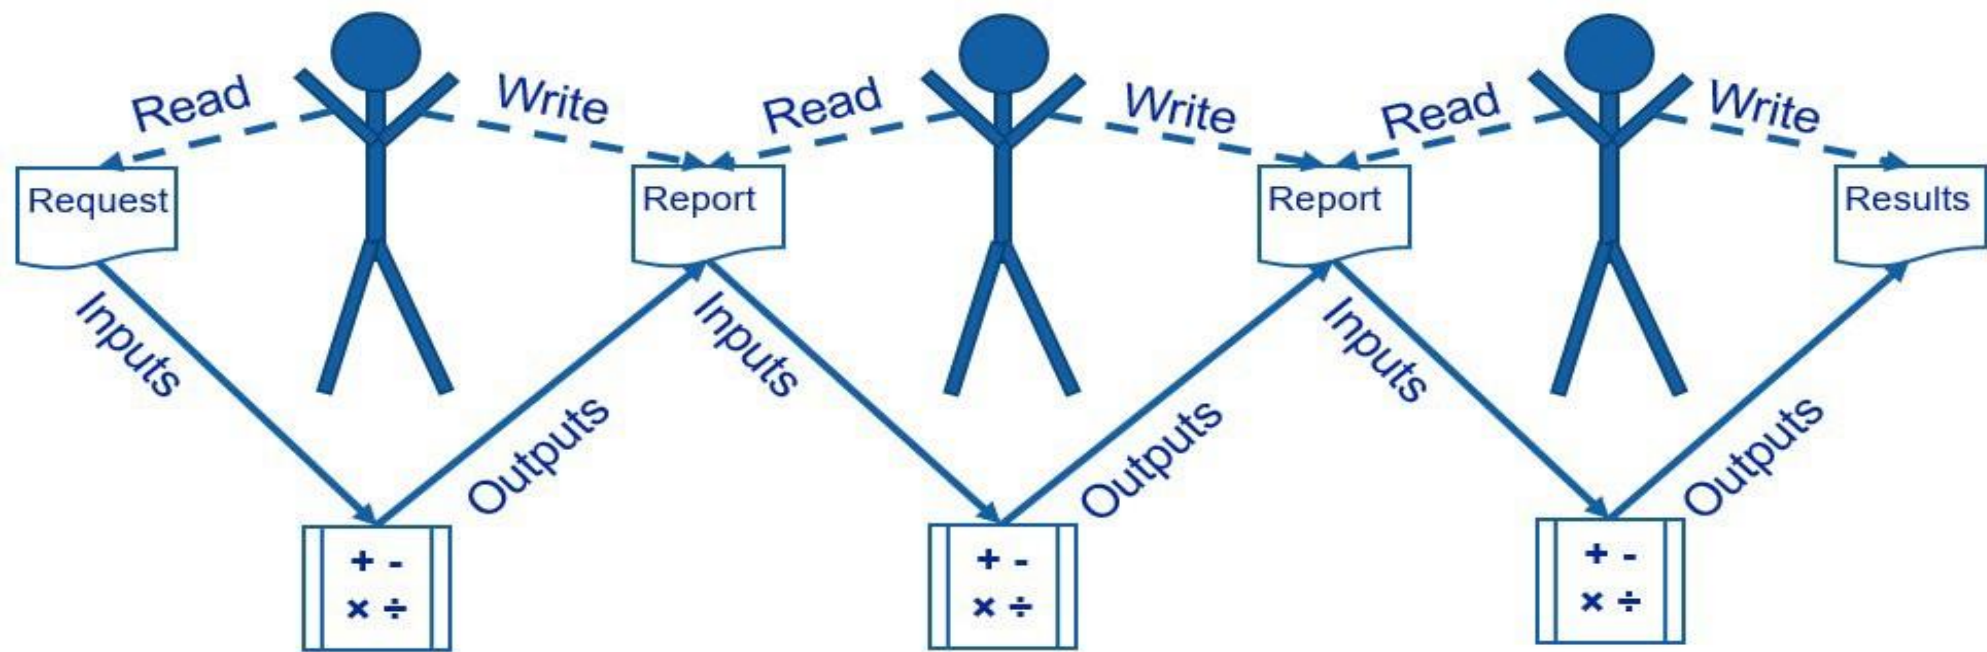 Read
Write
Read
Write
Read
Write
Request
Report
Report
Results
Inputs
Outputs
Inputs
Outputs
Inputs
Outputs
+ -
× ÷
+ -
× ÷
+ -
× ÷